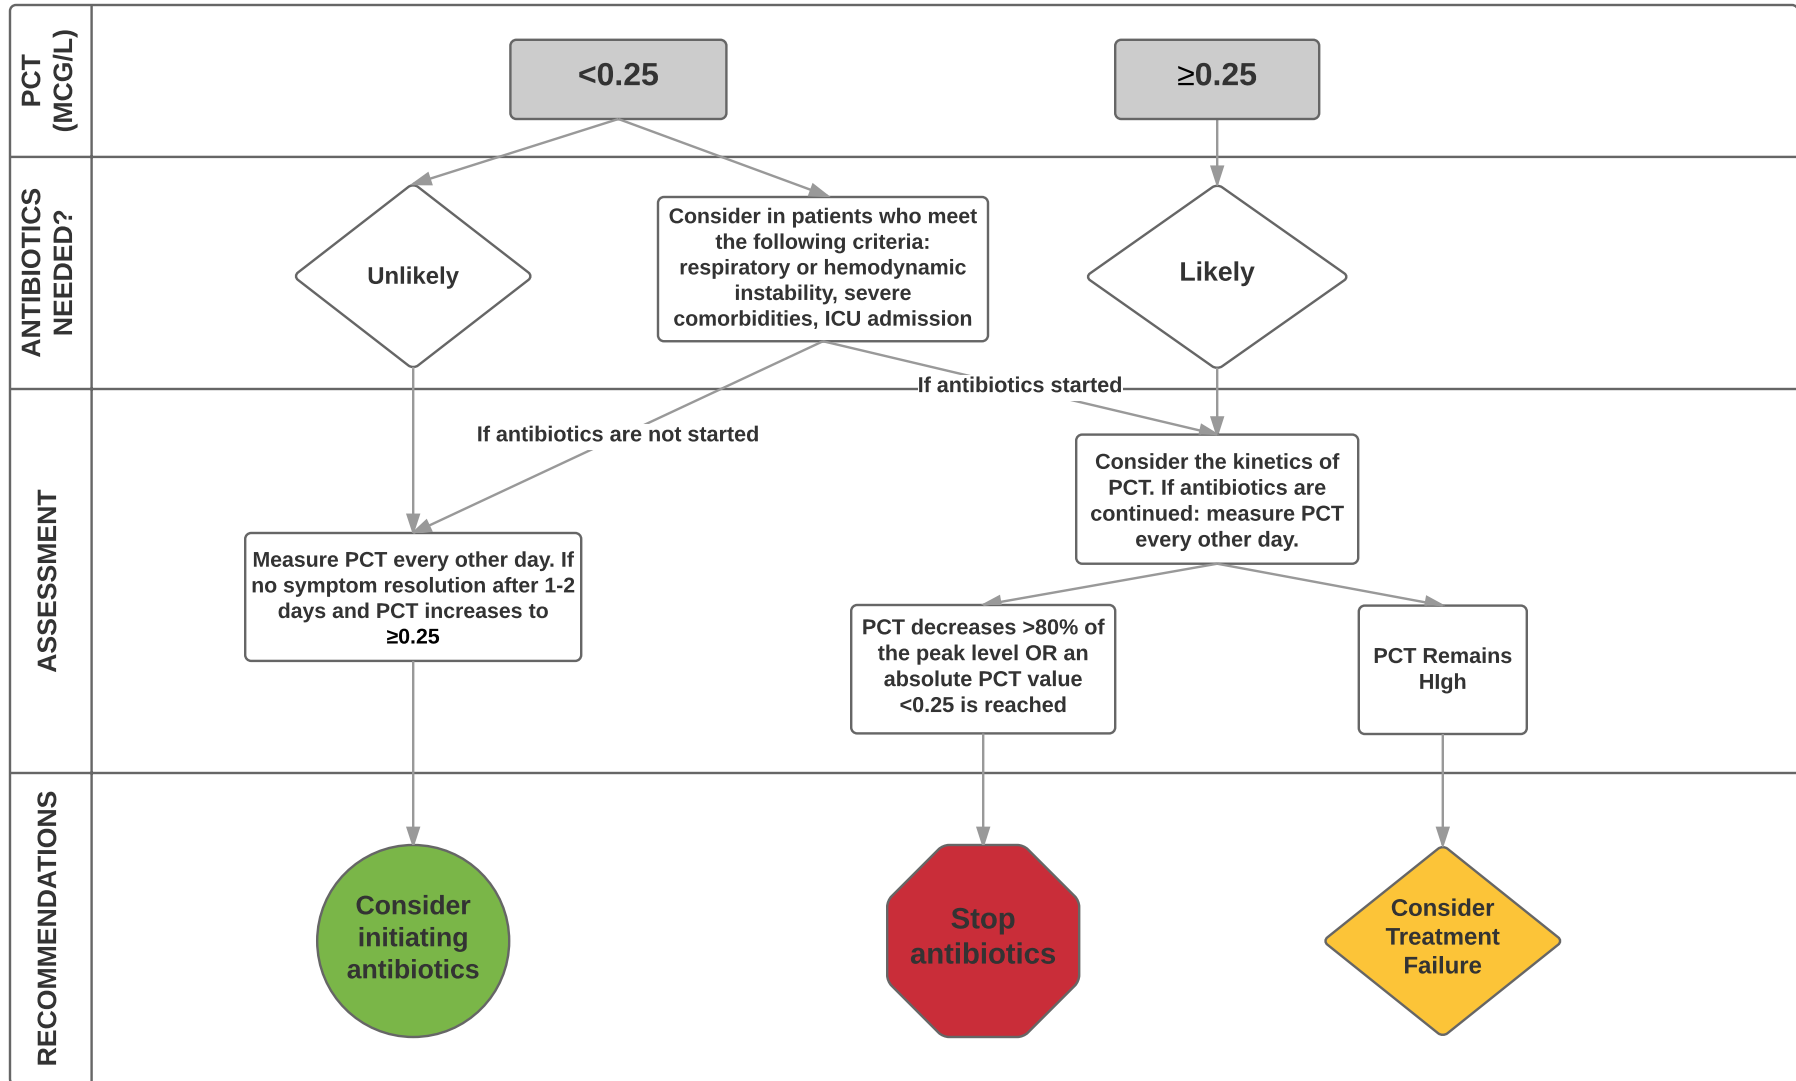 PCT
(MCG/L)
<0.25
≥0.25
ANTIBIOTICS
NEEDED?
Unlikely
Consider in patients who meet
the following criteria:
respiratory or hemodynamic
instability, severe
comorbidities, ICU admission
Likely
If antibiotics started
If antibiotics are not started
ASSESSMENT
Measure PCT every other day. If
no symptom resolution after 1-2
days and PCT increases to
≥0.25
Consider the kinetics of
PCT. If antibiotics are
continued: measure PCT
every other day.
PCT decreases >80% of
the peak level OR an
absolute PCT value
<0.25 is reached
PCT Remains
HIgh
RECOMMENDATIONS
Consider
initiating
antibiotics
Stop
antibiotics
Consider
Treatment
Failure